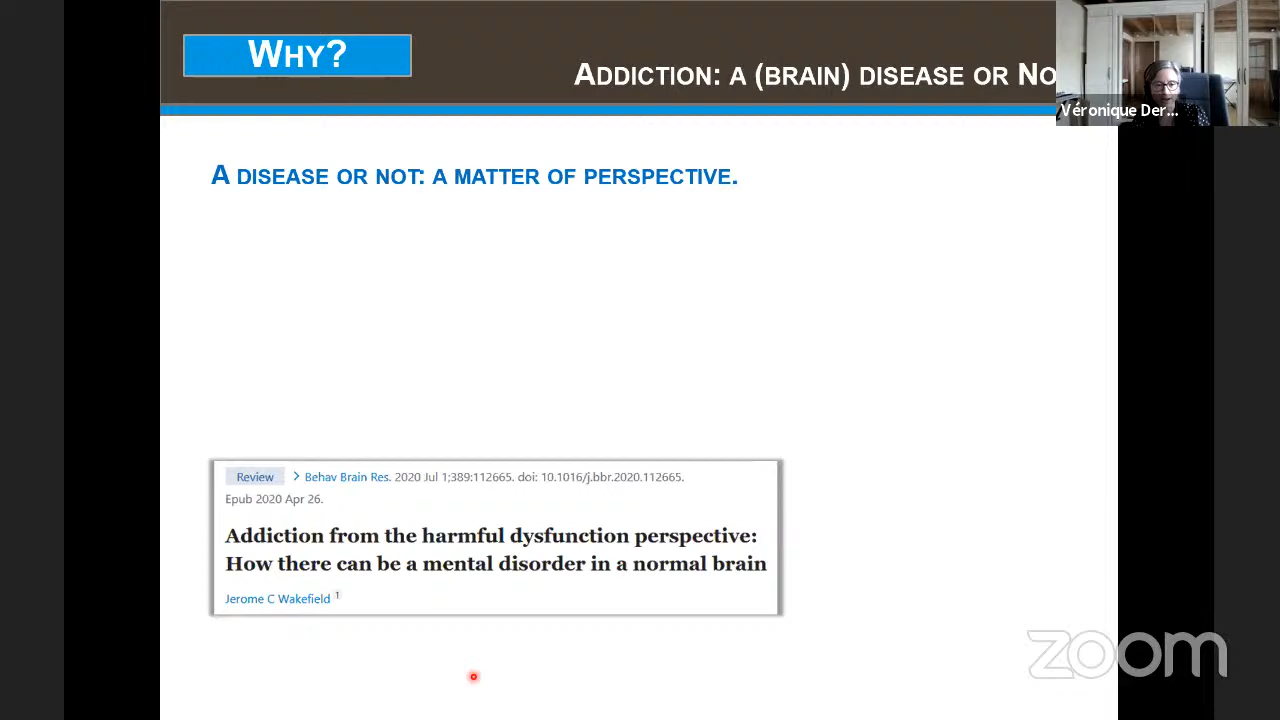 WHY?
ADDICTION: A (BRAIN) DISEASE OR NO
Véronique Der...
A DISEASE OR NOT: A MATTER OF PERSPECTIVE.
Review > Behav Brain Res. 2020 Jul 1;389:112665. doi: 10.1016/j.bbr.2020.112665.
Epub 2020 Apr 26.
Addiction from the harmful dysfunction perspective:
How there can be a mental disorder in a normal brain
Jerome C Wakefield 1
zoom